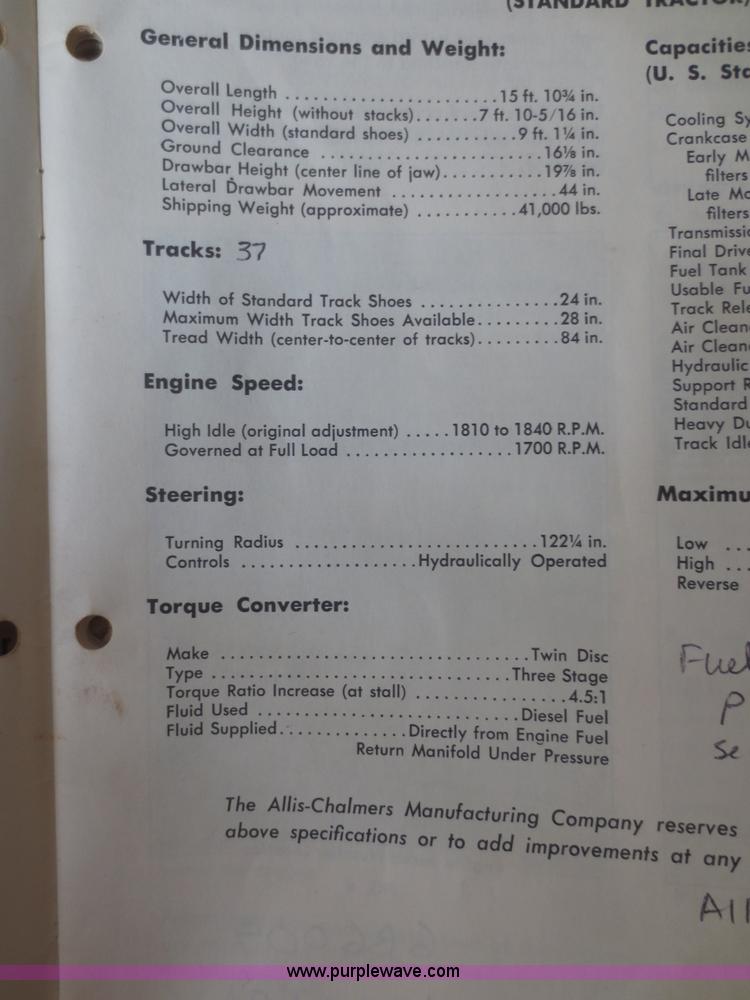 (STANDARD TRACTOR)
General Dimensions and Weight:
Overall Length ........................15 ft. 10¾ in.
Overall Height (without stacks).......7 ft. 10-5/16 in.
Overall Width (standard shoes) ...........9 ft. 1¼ in.
Ground Clearance ........................16⅛ in.
Drawbar Height (center line of jaw)...........19⅞ in.
Lateral Drawbar Movement ..................44 in.
Shipping Weight (approximate) ...........41,000 lbs.
Tracks: 37
Width of Standard Track Shoes ...............24 in.
Maximum Width Track Shoes Available.........28 in.
Tread Width (center-to-center of tracks).........84 in.
Engine Speed:
High Idle (original adjustment) .....1810 to 1840 R.P.M.
Governed at Full Load ..................1700 R.P.M.
Steering:
Turning Radius ..........................122¼ in.
Controls ...................Hydraulically Operated
Torque Converter:
Make .................................Twin Disc
Type ................................Three Stage
Torque Ratio Increase (at stall) ................4.5:1
Fluid Used ............................Diesel Fuel
Fluid Supplied.............Directly from Engine Fuel
Return Manifold Under Pressure
Capacities
(U. S. Sta
Cooling Sy
Crankcase
Early M
filters
Late Mo
filters
Transmissio
Final Drive
Fuel Tank
Usable Fu
Track Rele
Air Clean
Air Clean
Hydraulic
Support R
Standard
Heavy Du
Track Idl
Maximu
Low ...
High ...
Reverse
Fuel
P
Se
The Allis-Chalmers Manufacturing Company reserves
above specifications or to add improvements at any
All
www.purplewave.com